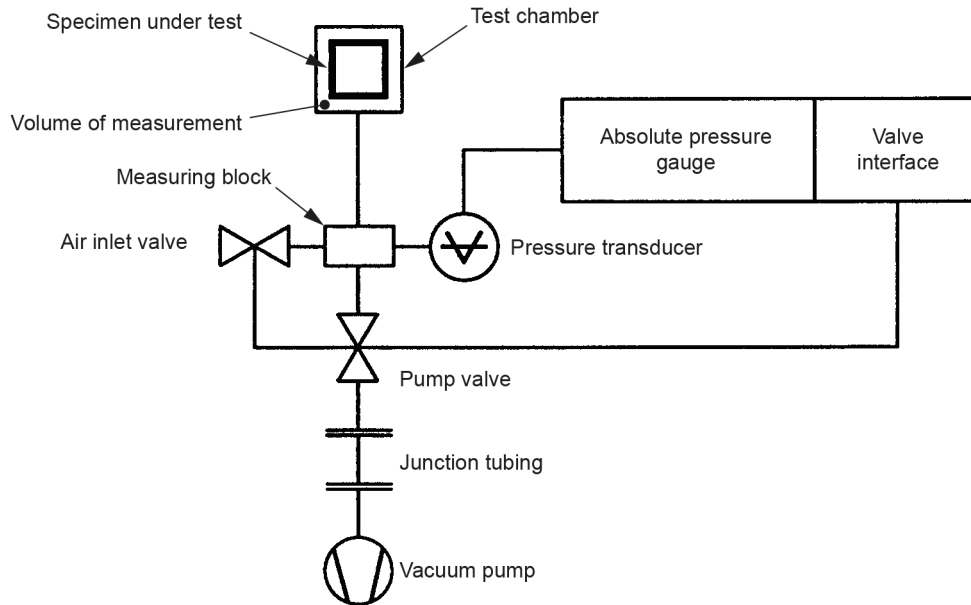 Specimen under test
Test chamber
Volume of measurement
Absolute pressure
gauge
Valve
interface
Measuring block
Air inlet valve
Pressure transducer
Pump valve
Junction tubing
Vacuum pump